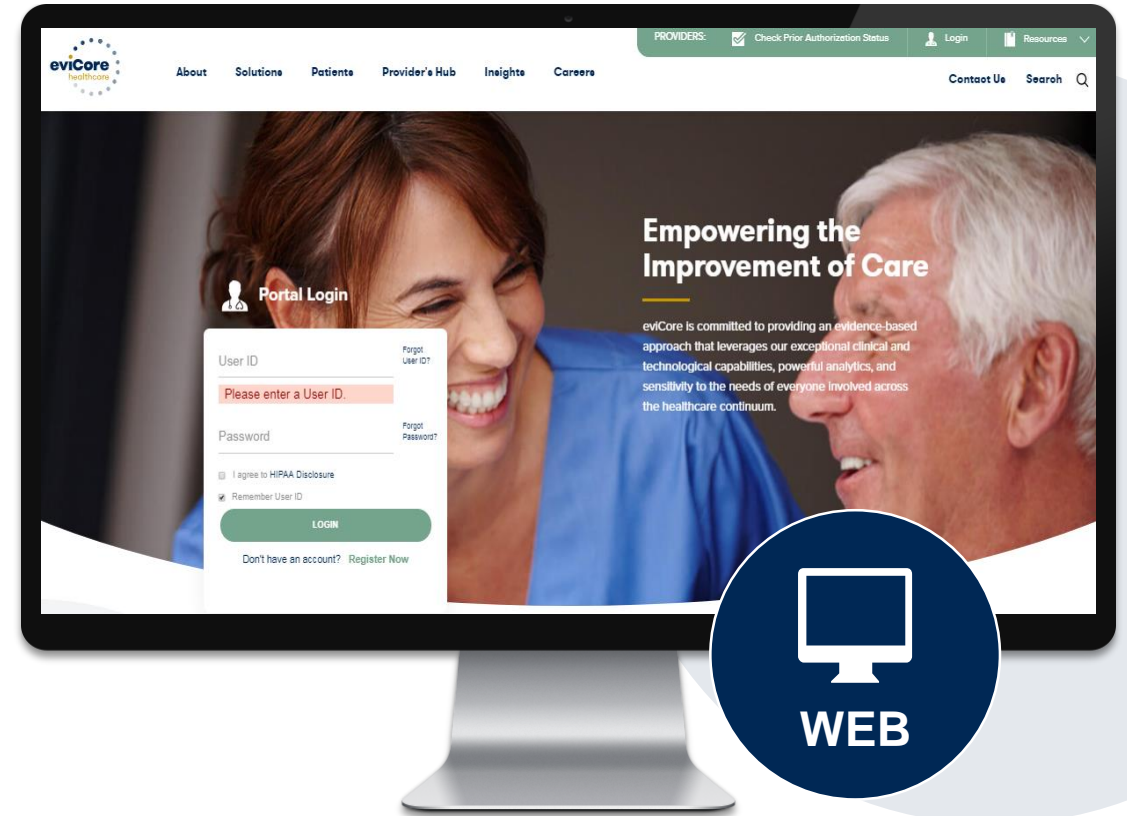 PROVIDERS: Check Prior Authorization Status Login Resources
eviCore
healthcare
About Solutions Patients Provider's Hub Insights Careers
Contact Us Search
Empowering the
Improvement of Care
eviCore is committed to providing an evidence-based
approach that leverages our exceptional clinical and
technological capabilities, powerful analytics, and
sensitivity to the needs of everyone involved across
the healthcare continuum.
Portal Login
User ID
Forgot
User ID?
Please enter a User ID.
Password
Forgot
Password?
I agree to HIPAA Disclosure
Remember User ID
LOGIN
Don't have an account? Register Now
WEB